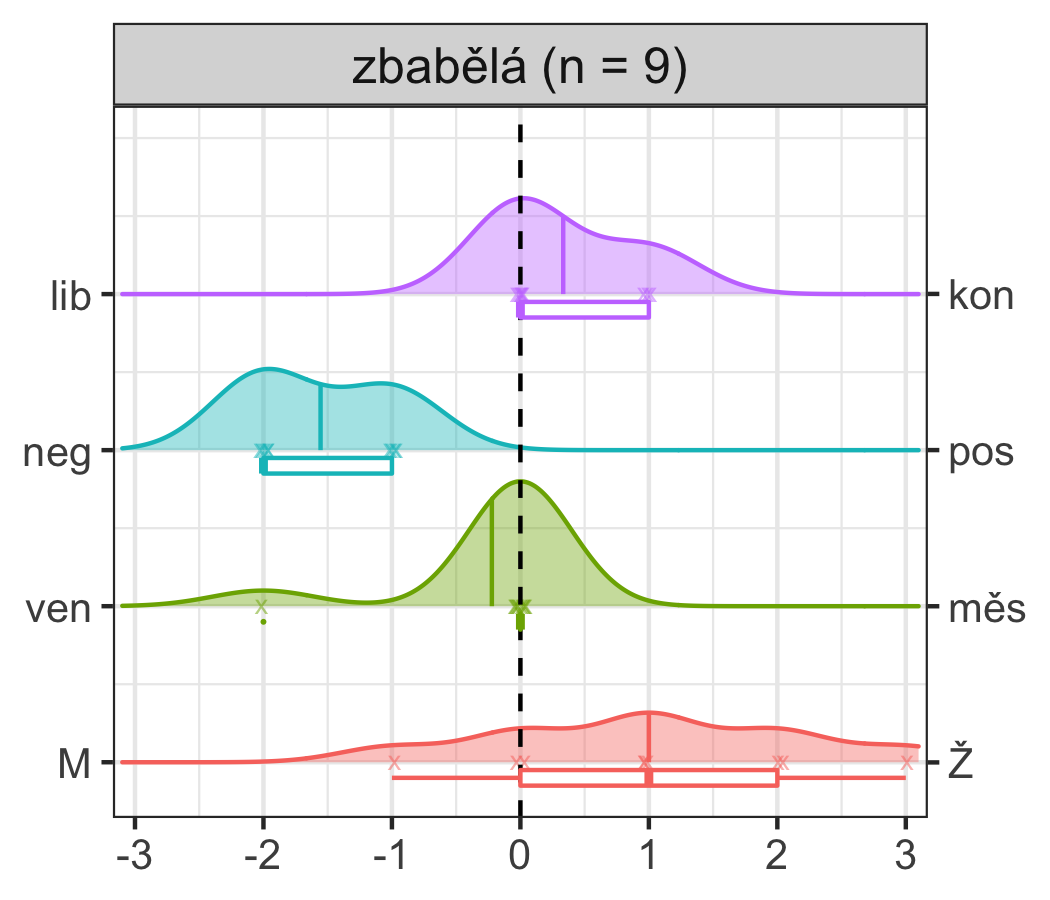 zbabělá (n = 9)
lib
kon
neg
pos
ven
měs
M
Ž
-3 -2 -1 0 1 2 3